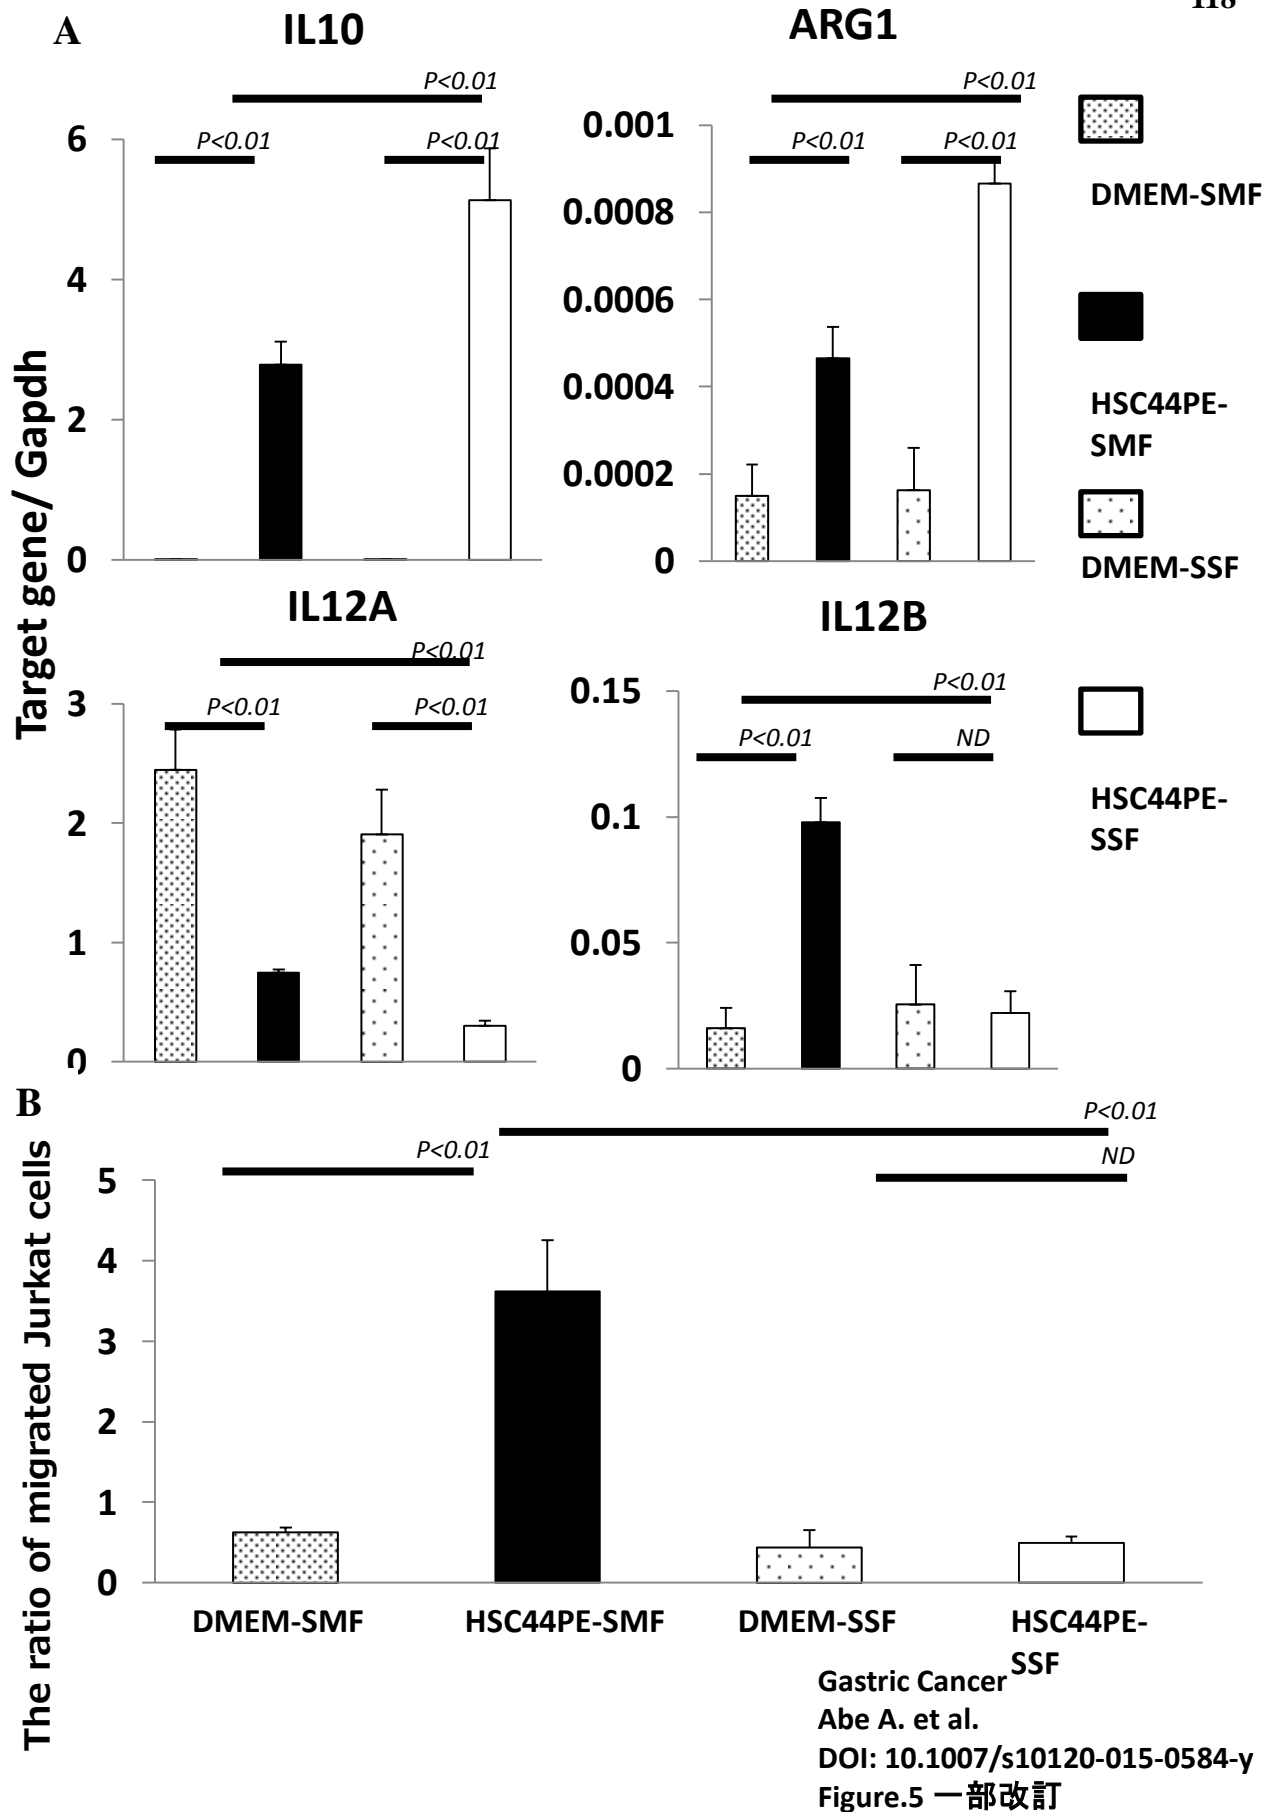 118
A
IL10
ARG1
P<0.01
P<0.01
P<0.01
P<0.01
P<0.01
P<0.01
6
4
2
0
0.001
0.0008
0.0006
0.0004
0.0002
0
DMEM-SMF
HSC44PE-
SMF
DMEM-SSF
HSC44PE-
SSF
Target gene/ Gapdh
IL12A
IL12B
P<0.01
P<0.01
P<0.01
P<0.01
P<0.01
ND
3
2
1
0
0.15
0.1
0.05
0
B
P<0.01
P<0.01
ND
The ratio of migrated Jurkat cells
5
4
3
2
1
0
DMEM-SMF
HSC44PE-SMF
DMEM-SSF
HSC44PE-
SSF
Gastric Cancer
Abe A. et al.
DOI: 10.1007/s10120-015-0584-y
Figure.5 一部改訂